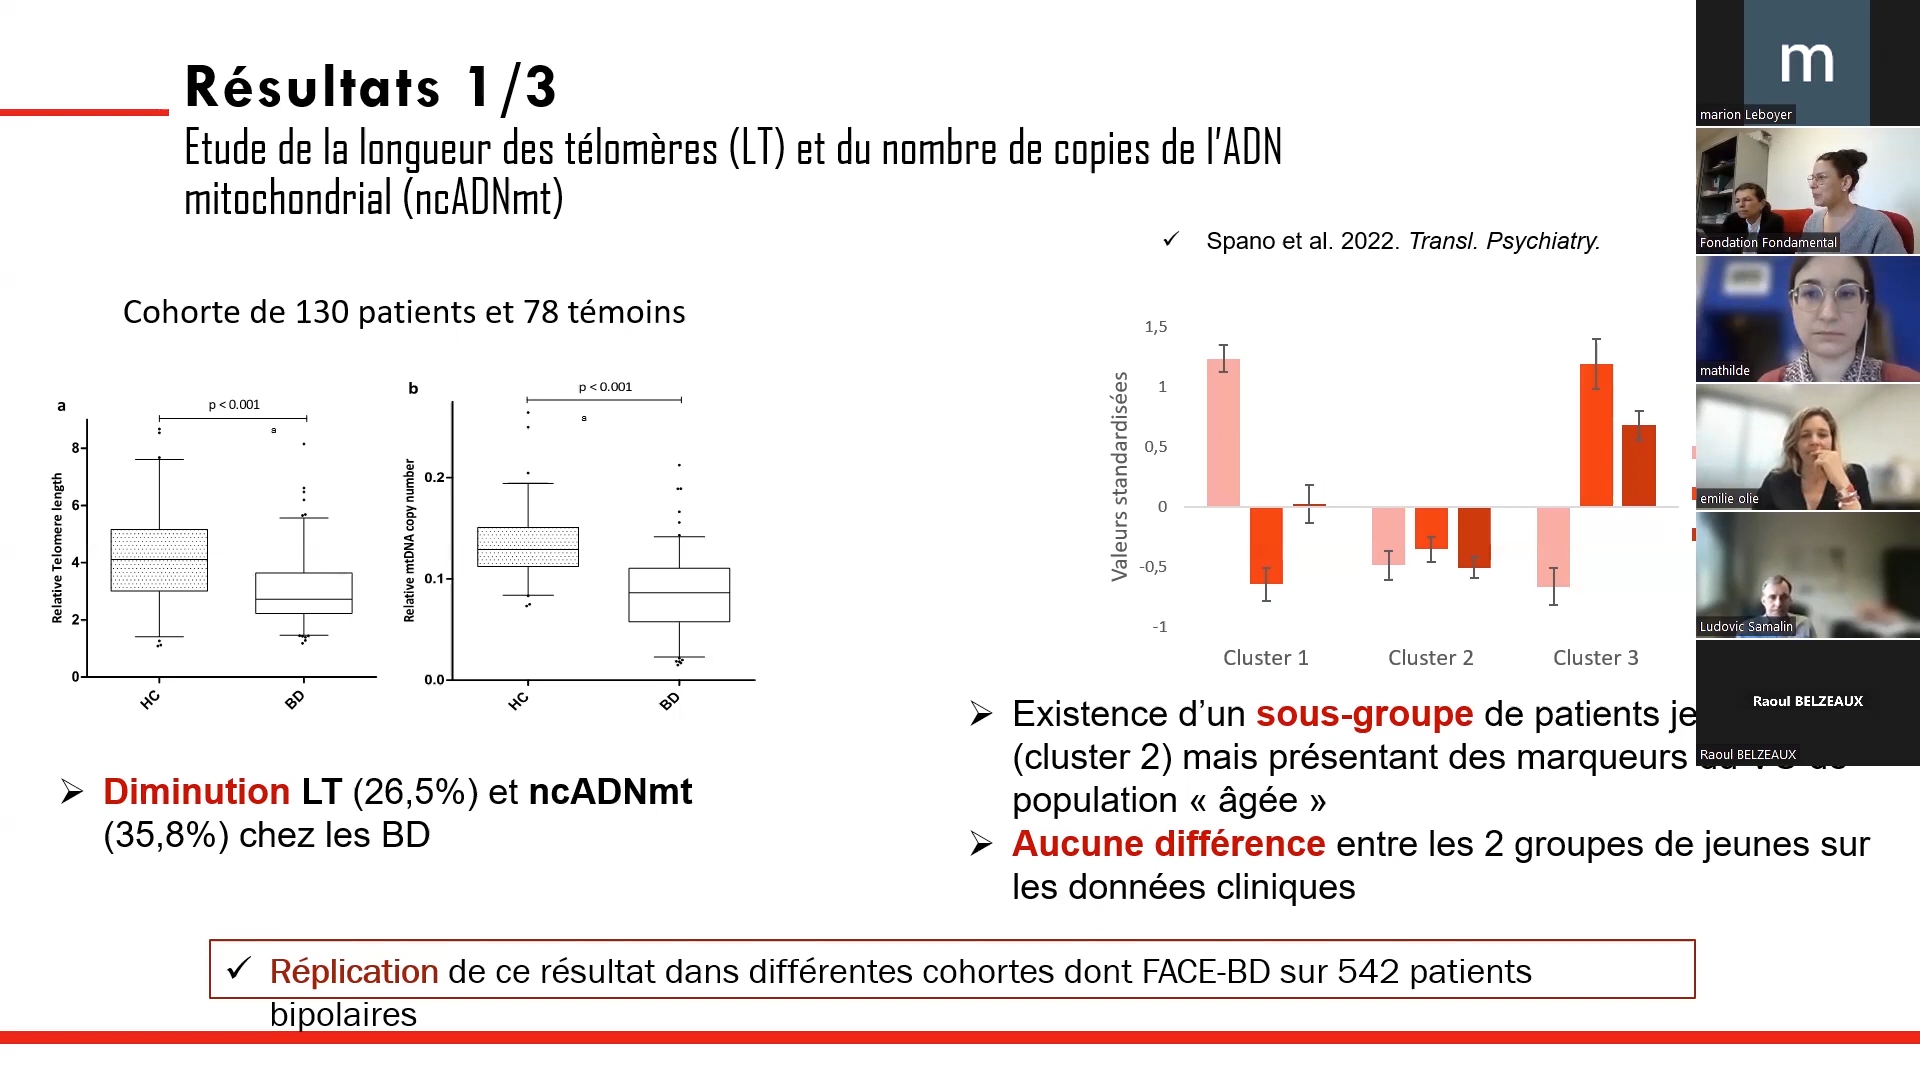 Résultats 1/3
Etude de la longueur des télomères (LT) et du nombre de copies de l'ADN
mitochondrial (ncADNmt)
✓ Spano et al. 2022. Transl. Psychiatry.
Cohorte de 130 patients et 78 témoins
a
p < 0.001
a
Relative Telomere length
8
6
4
2
0
HC
BD
b
p < 0.001
a
Relative mtDNA copy number
0.2
0.1
0.0
HC
BD
Valeurs standardisées
1,5
1
0,5
0
-0,5
-1
Cluster 1
Cluster 2
Cluster 3
➢ Diminution LT (26,5%) et ncADNmt
(35,8%) chez les BD
➢ Existence d’un sous-groupe de patients
(cluster 2) mais présentant des marqueurs
population « âgée »
➢ Aucune différence entre les 2 groupes de jeunes sur
les données cliniques
✓ Réplication de ce résultat dans différentes cohortes dont FACE-BD sur 542 patients
bipolaires
m
marion Leboyer
Fondation Fondamental
mathilde
emilie olie
Ludovic Samalin
Raoul BELZEAUX
Raoul BELZEAUX